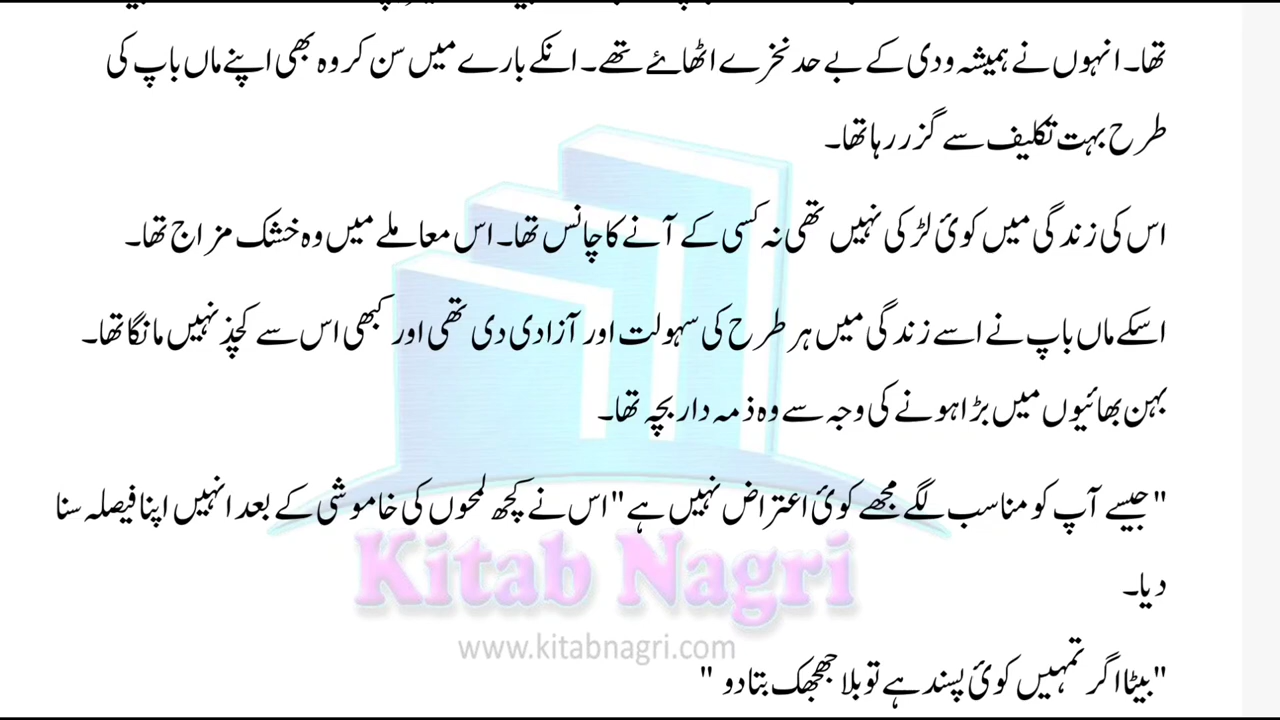 تھا۔ انہوں نے ہمیشہ ودی کے بے حد نخرے اٹھائے تھے۔ انکے بارے میں سن کر وہ بھی اپنے ماں باپ کی
طرح بہت تکلیف سے گزر رہا تھا۔
اس کی زندگی میں کوئ لڑکی نہیں تھی نہ کسی کے آنے کا چانس تھا۔ اس معاملے میں وہ خشک مزاج تھا۔
اسکے ماں باپ نے اسے زندگی میں ہر طرح کی سہولت اور آزادی دی تھی اور کبھی اس سے کچذ نہیں مانگا تھا۔
بہن بھائیوں میں بڑا ہونے کی وجہ سے وہ ذمہ دار بچہ تھا۔
"جیسے آپ کو مناسب لگے مجھے کوئ اعتراض نہیں ہے" اس نے کچھ لمحوں کی خاموشی کے بعد انہیں اپنا فیصلہ سنا
دیا۔
Kitab Nagri
www.kitabnagri.com
"بیٹا اگر تمہیں کوئ پسند ہے تو بلا جھجھک بتا دو"